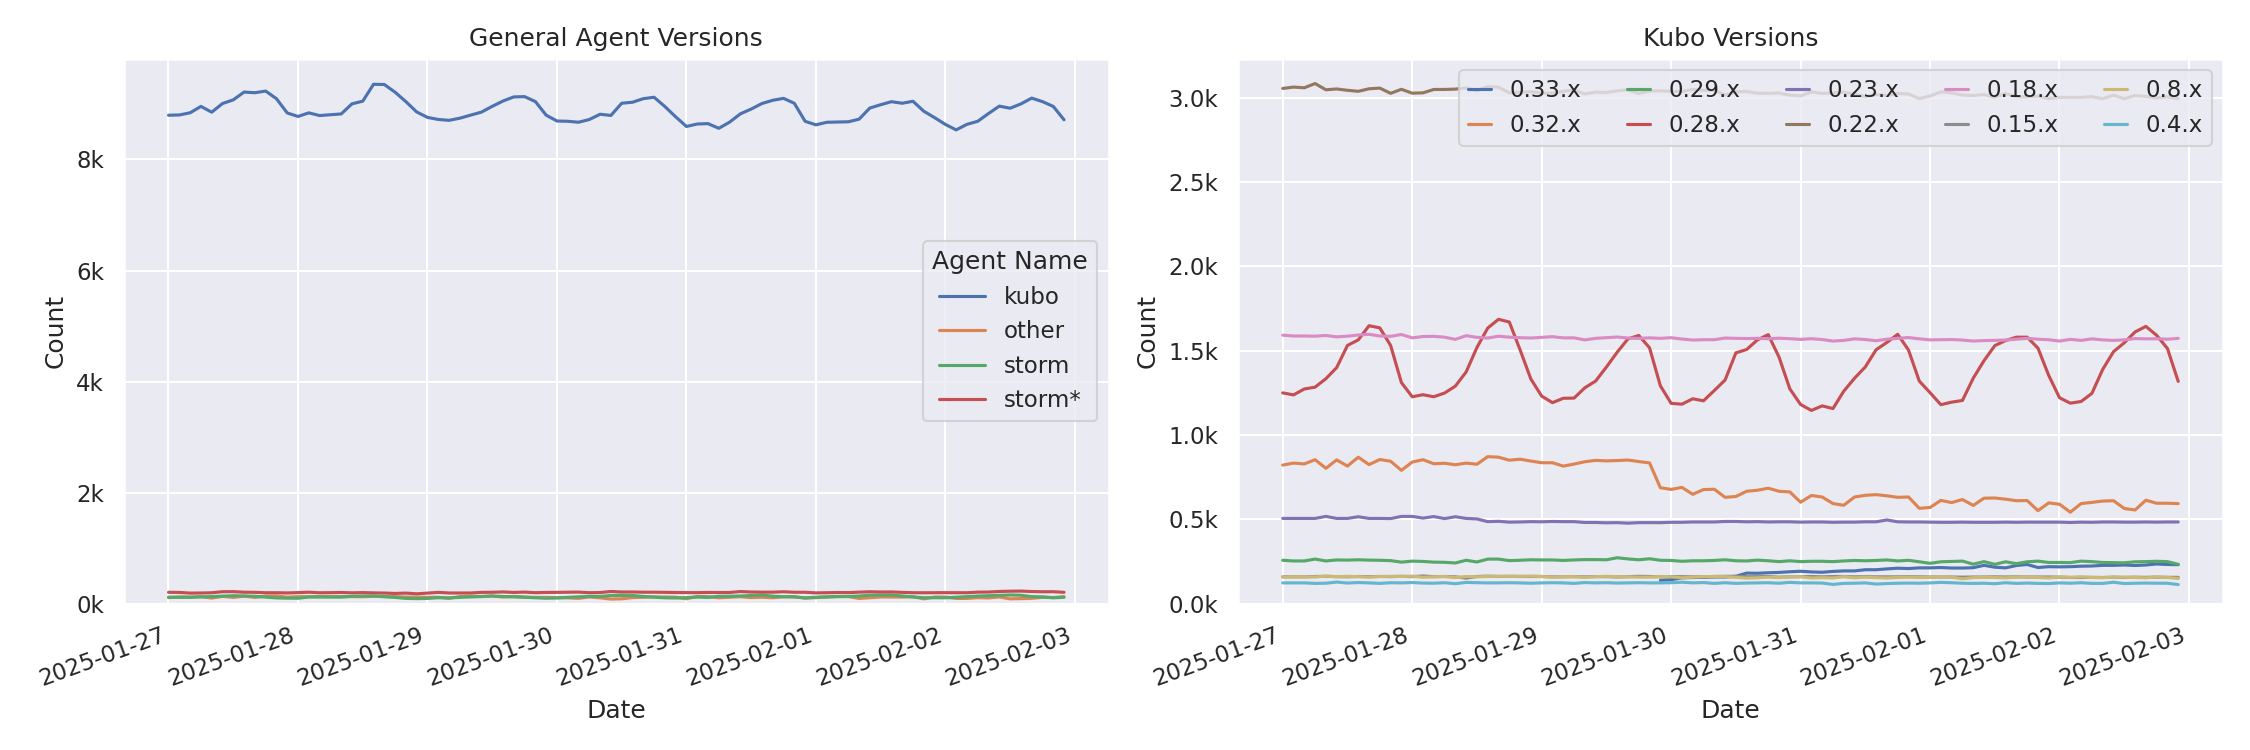 General Agent Versions
Count
8k
6k
4k
2k
0k
Agent Name
kubo
other
storm
storm*
2025-01-27
2025-01-28
2025-01-29
2025-01-30
2025-01-31
2025-02-01
2025-02-02
2025-02-03
Date
Kubo Versions
Count
3.0k
2.5k
2.0k
1.5k
1.0k
0.5k
0.0k
0.33.x 0.29.x 0.23.x 0.18.x 0.8.x
0.32.x 0.28.x 0.22.x 0.15.x 0.4.x
2025-01-27
2025-01-28
2025-01-29
2025-01-30
2025-01-31
2025-02-01
2025-02-02
2025-02-03
Date